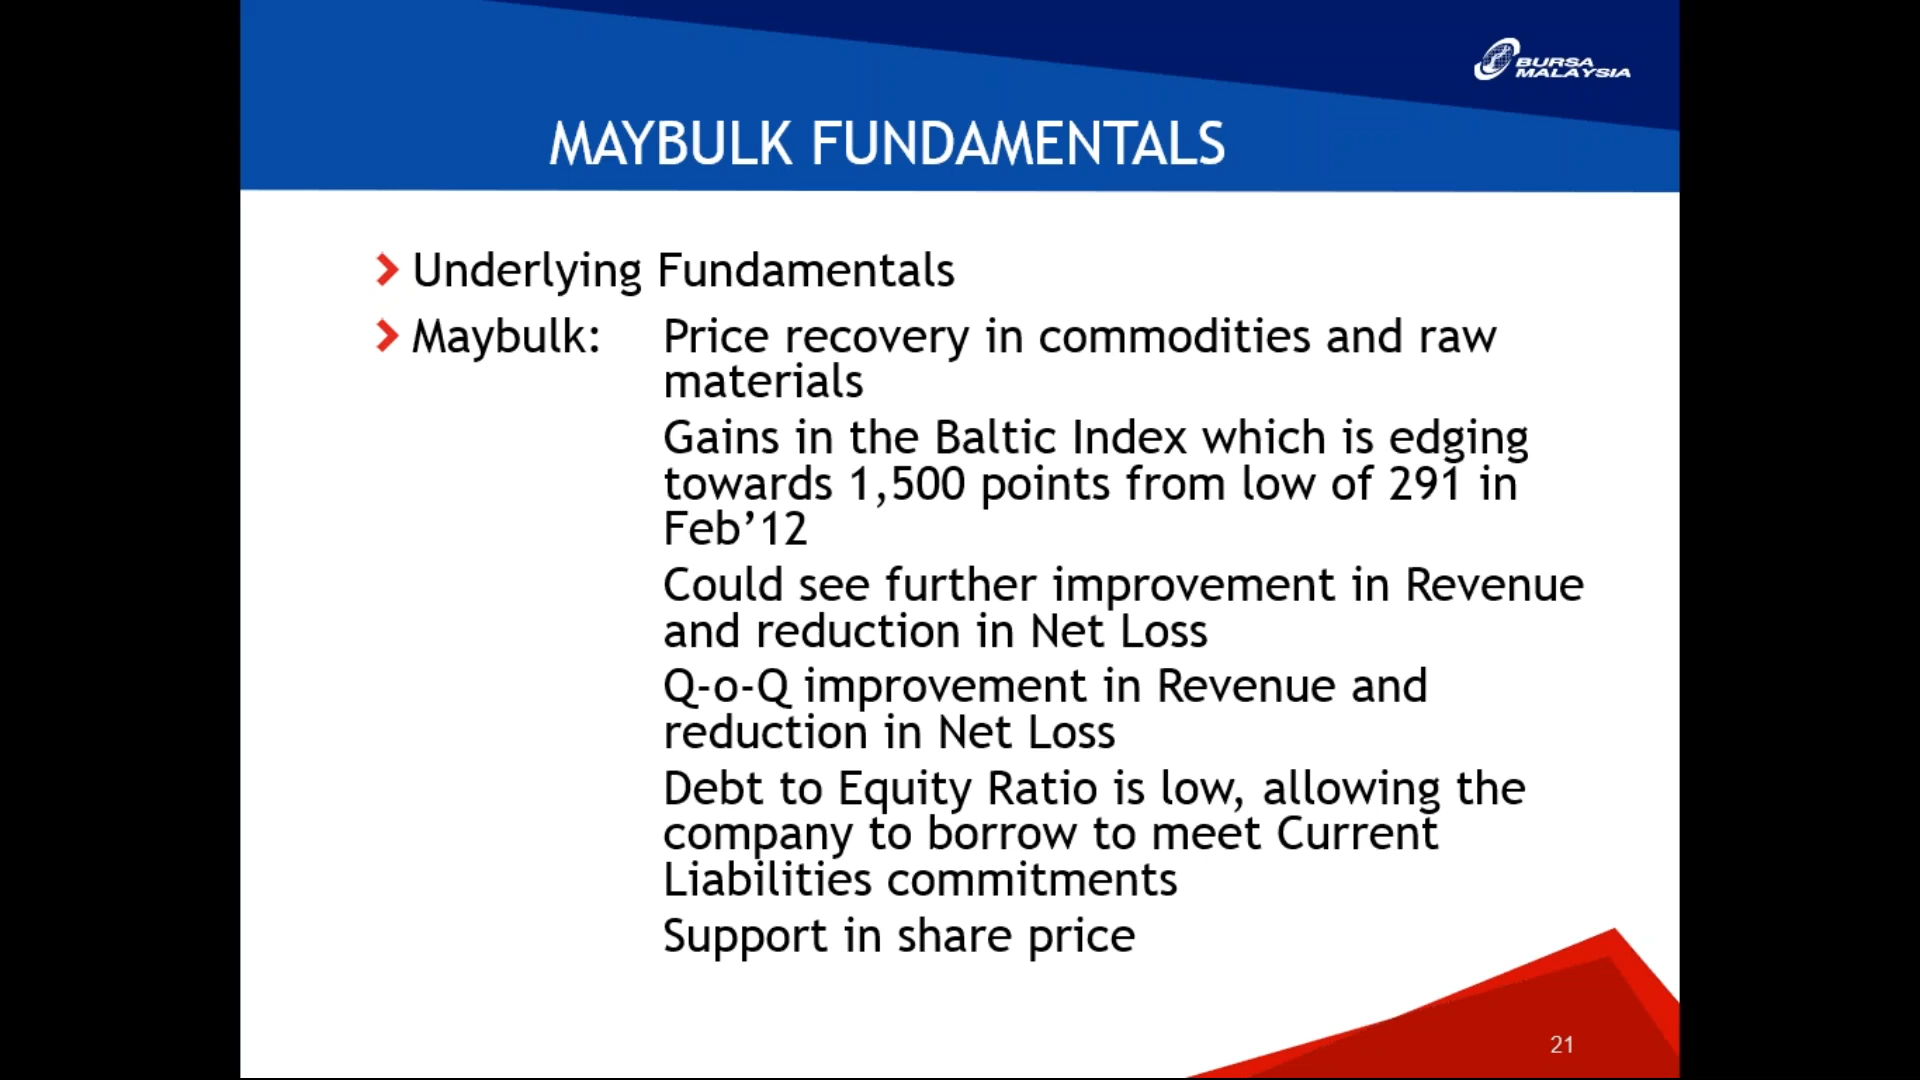 BURSA
MALAYSIA
MAYBULK FUNDAMENTALS
Underlying Fundamentals
Maybulk: Price recovery in commodities and raw
materials
Gains in the Baltic Index which is edging
towards 1,500 points from low of 291 in
Feb’12
Could see further improvement in Revenue
and reduction in Net Loss
Q-o-Q improvement in Revenue and
reduction in Net Loss
Debt to Equity Ratio is low, allowing the
company to borrow to meet Current
Liabilities commitments
Support in share price
21